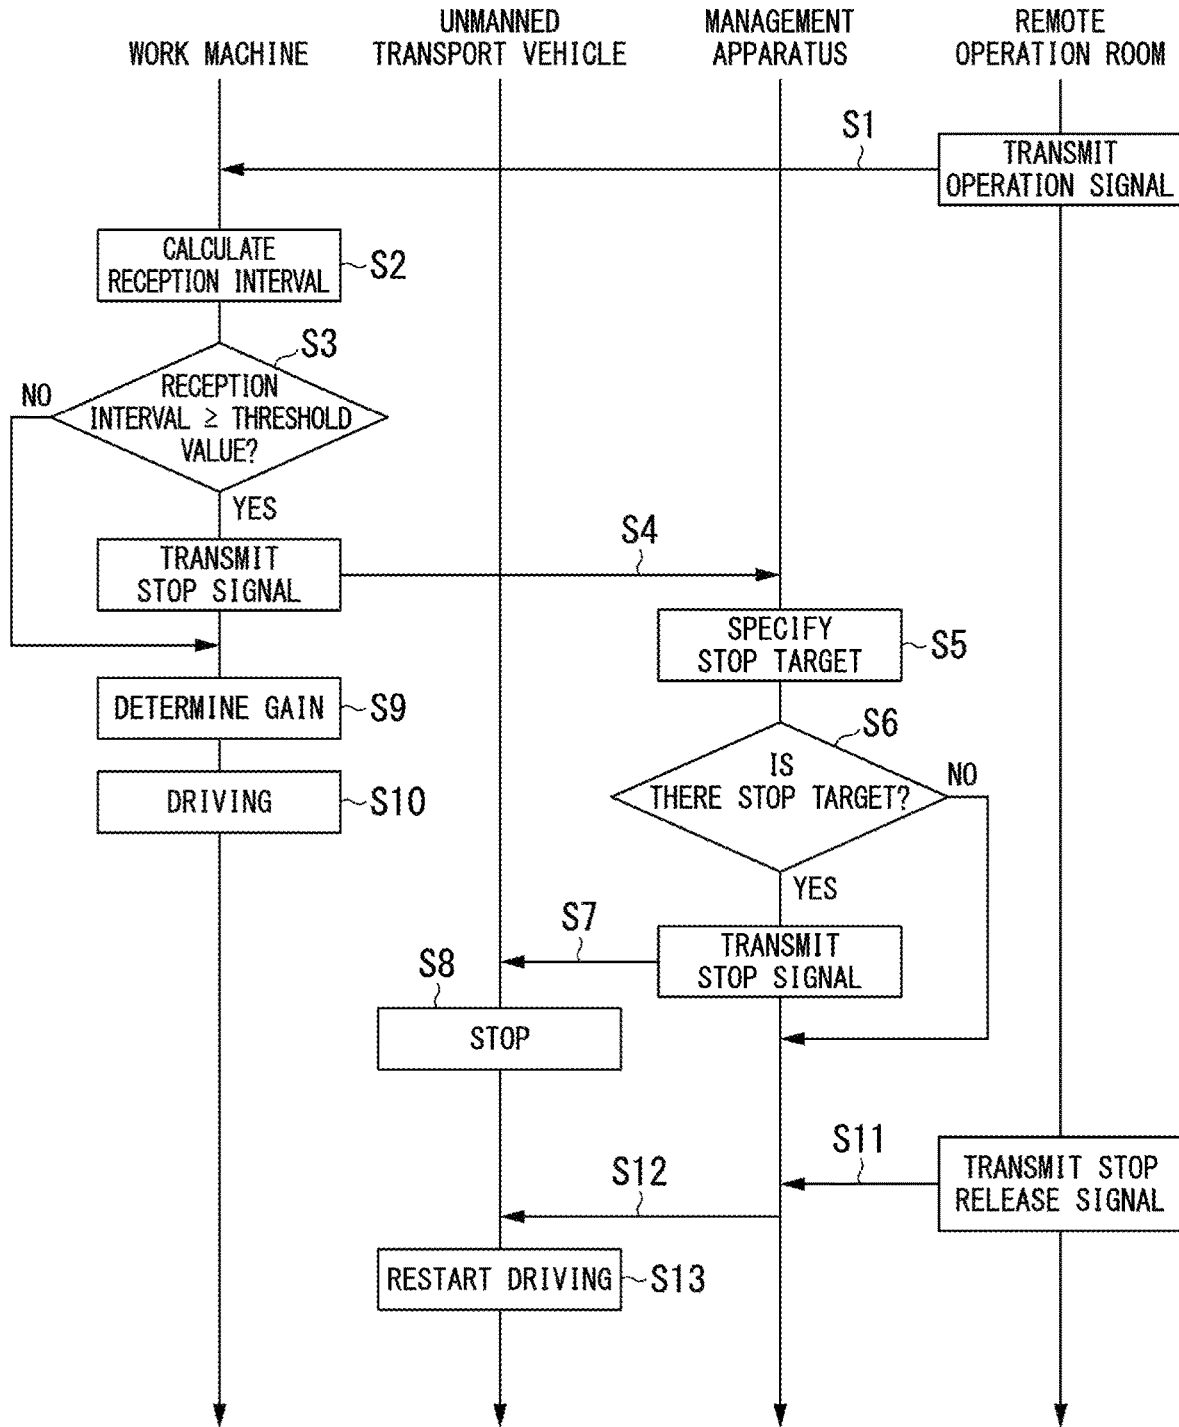 WORK MACHINE
UNMANNED
TRANSPORT VEHICLE
MANAGEMENT
APPARATUS
REMOTE
OPERATION ROOM
S1
TRANSMIT
OPERATION SIGNAL
CALCULATE
RECEPTION INTERVAL
S2
S3
NO
RECEPTION
INTERVAL ≥ THRESHOLD
VALUE?
YES
TRANSMIT
STOP SIGNAL
S4
SPECIFY
STOP TARGET
S5
DETERMINE GAIN
S9
S6
IS
THERE STOP TARGET?
NO
DRIVING
S10
YES
S7
TRANSMIT
STOP SIGNAL
S8
STOP
S11
TRANSMIT STOP
RELEASE SIGNAL
S12
RESTART DRIVING
S13